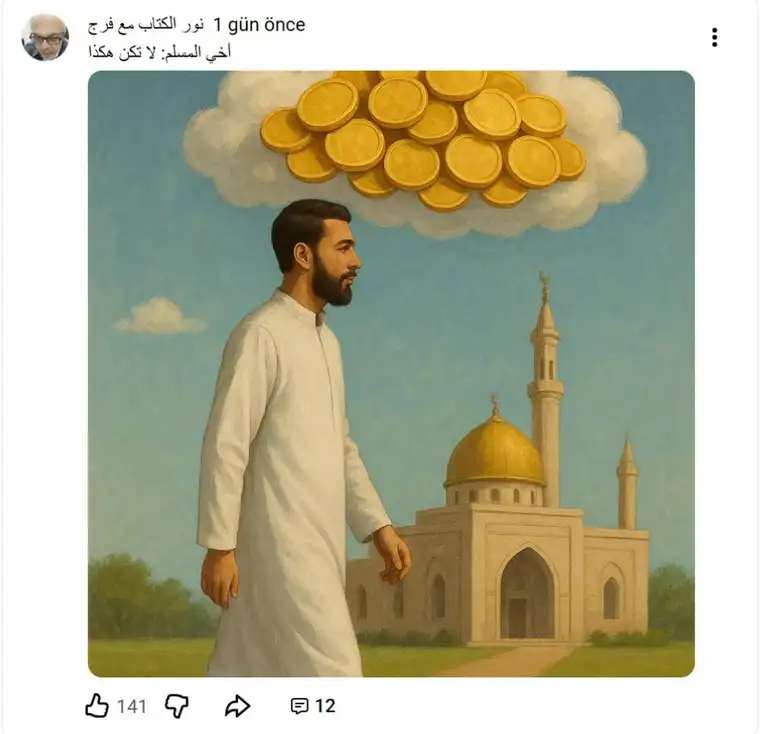 نور الكتاب مع فرج 1 gün önce
أخي المسلم: لا تكن هكذا
141
12